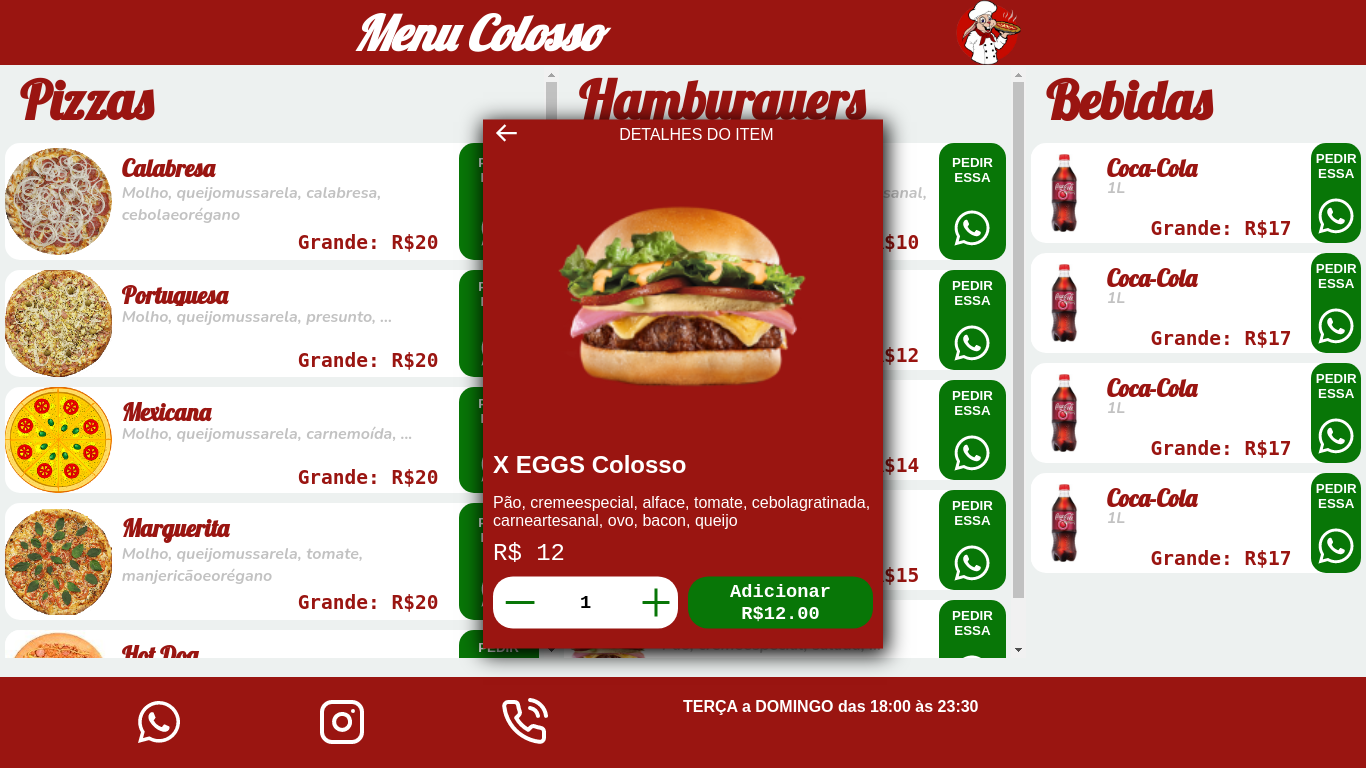 Menu Colosso
Pizzas
Calabresa
Molho, queijomussarela, calabresa,
cebolaeorégano
Grande: R$20
Portuguesa
Molho, queijomussarela, presunto, ...
Grande: R$20
Mexicana
Molho, queijomussarela, carnemoída, ...
Grande: R$20
Marguerita
Molho, queijomussarela, tomate,
manjericãoeorégano
Grande: R$20
Hot Dog
PEDIR
Hamburguers
DETALHES DO ITEM
X EGGS Colosso
Pão, cremeespecial, alface, tomate, cebolagratinada,
carneartesanal, ovo, bacon, queijo
R$ 12
1
Adicionar
R$12.00
sanal,
$10
PEDIR
ESSA
$12
PEDIR
ESSA
$14
PEDIR
ESSA
$15
PEDIR
ESSA
PEDIR
ESSA
Bebidas
Coca-Cola
1L
Grande: R$17
PEDIR
ESSA
Coca-Cola
1L
Grande: R$17
PEDIR
ESSA
Coca-Cola
1L
Grande: R$17
PEDIR
ESSA
Coca-Cola
1L
Grande: R$17
PEDIR
ESSA
TERÇA a DOMINGO das 18:00 às 23:30